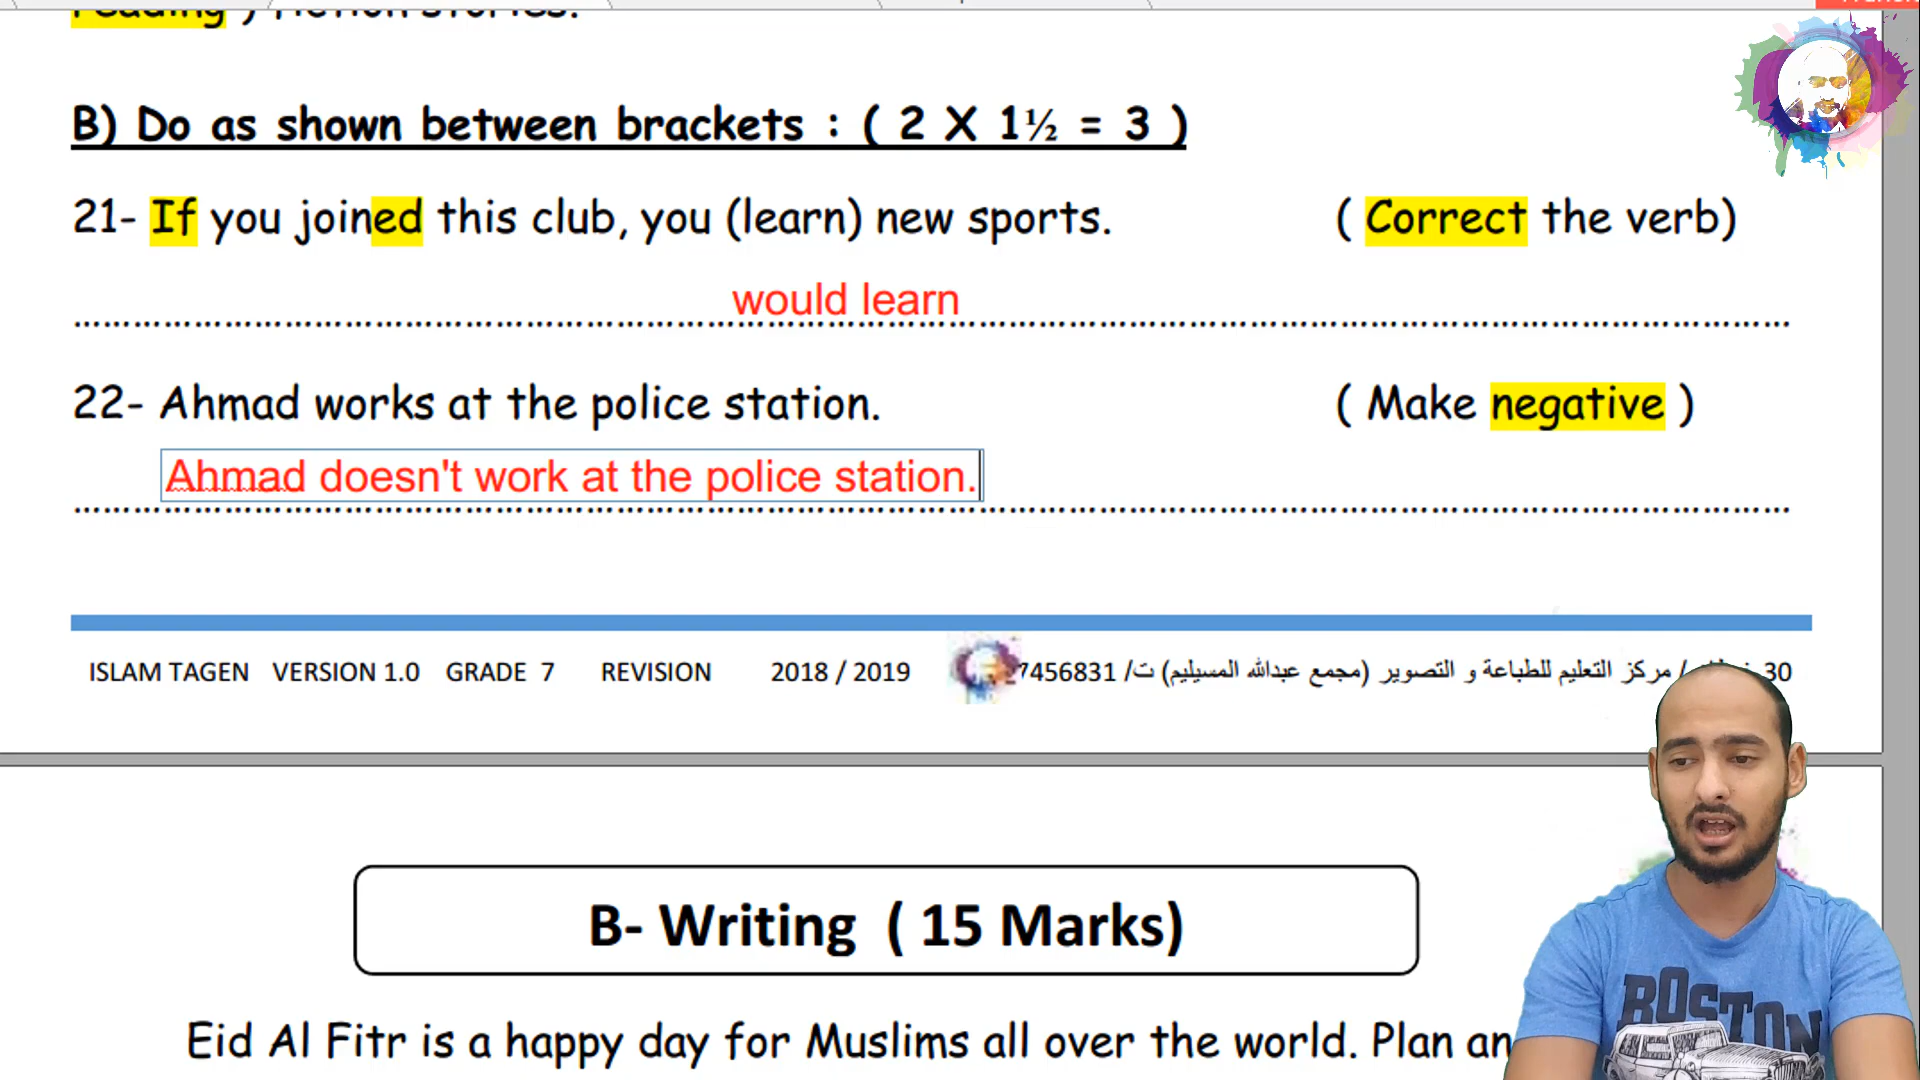 reading ) fiction stories.
B) Do as shown between brackets : ( 2 X 1½ = 3 )
21- If you joined this club, you (learn) new sports. ( Correct the verb)
would learn
22- Ahmad works at the police station. ( Make negative )
Ahmad doesn't work at the police station.
ISLAM TAGEN VERSION 1.0 GRADE 7 REVISION 2018 / 2019
30 / مركز التعليم للطباعة و التصوير (مجمع عبدالله المسيليم) ت/ 7456831
B- Writing ( 15 Marks)
Eid Al Fitr is a happy day for Muslims all over the world. Plan an
BOSTON